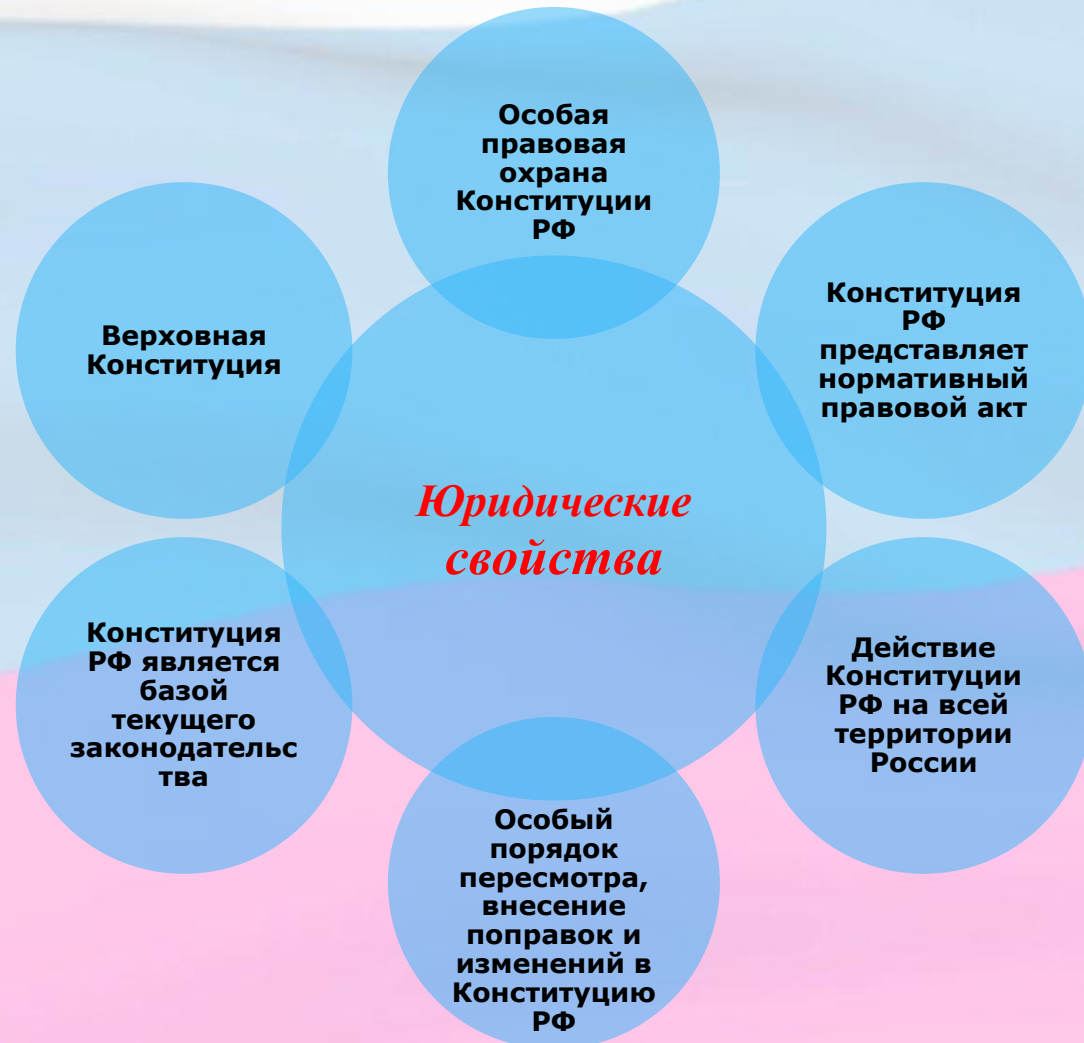 Особая
правовая
охрана
Конституции
РФ
Конституция
РФ
представляет
нормативный
правовой акт
Действие
Конституции
РФ на всей
территории
России
Особый
порядок
пересмотра,
внесение
поправок и
изменений в
Конституцию
РФ
Конституция
РФ является
базой
текущего
законодательс
тва
Верховная
Конституция
Юридические
свойства